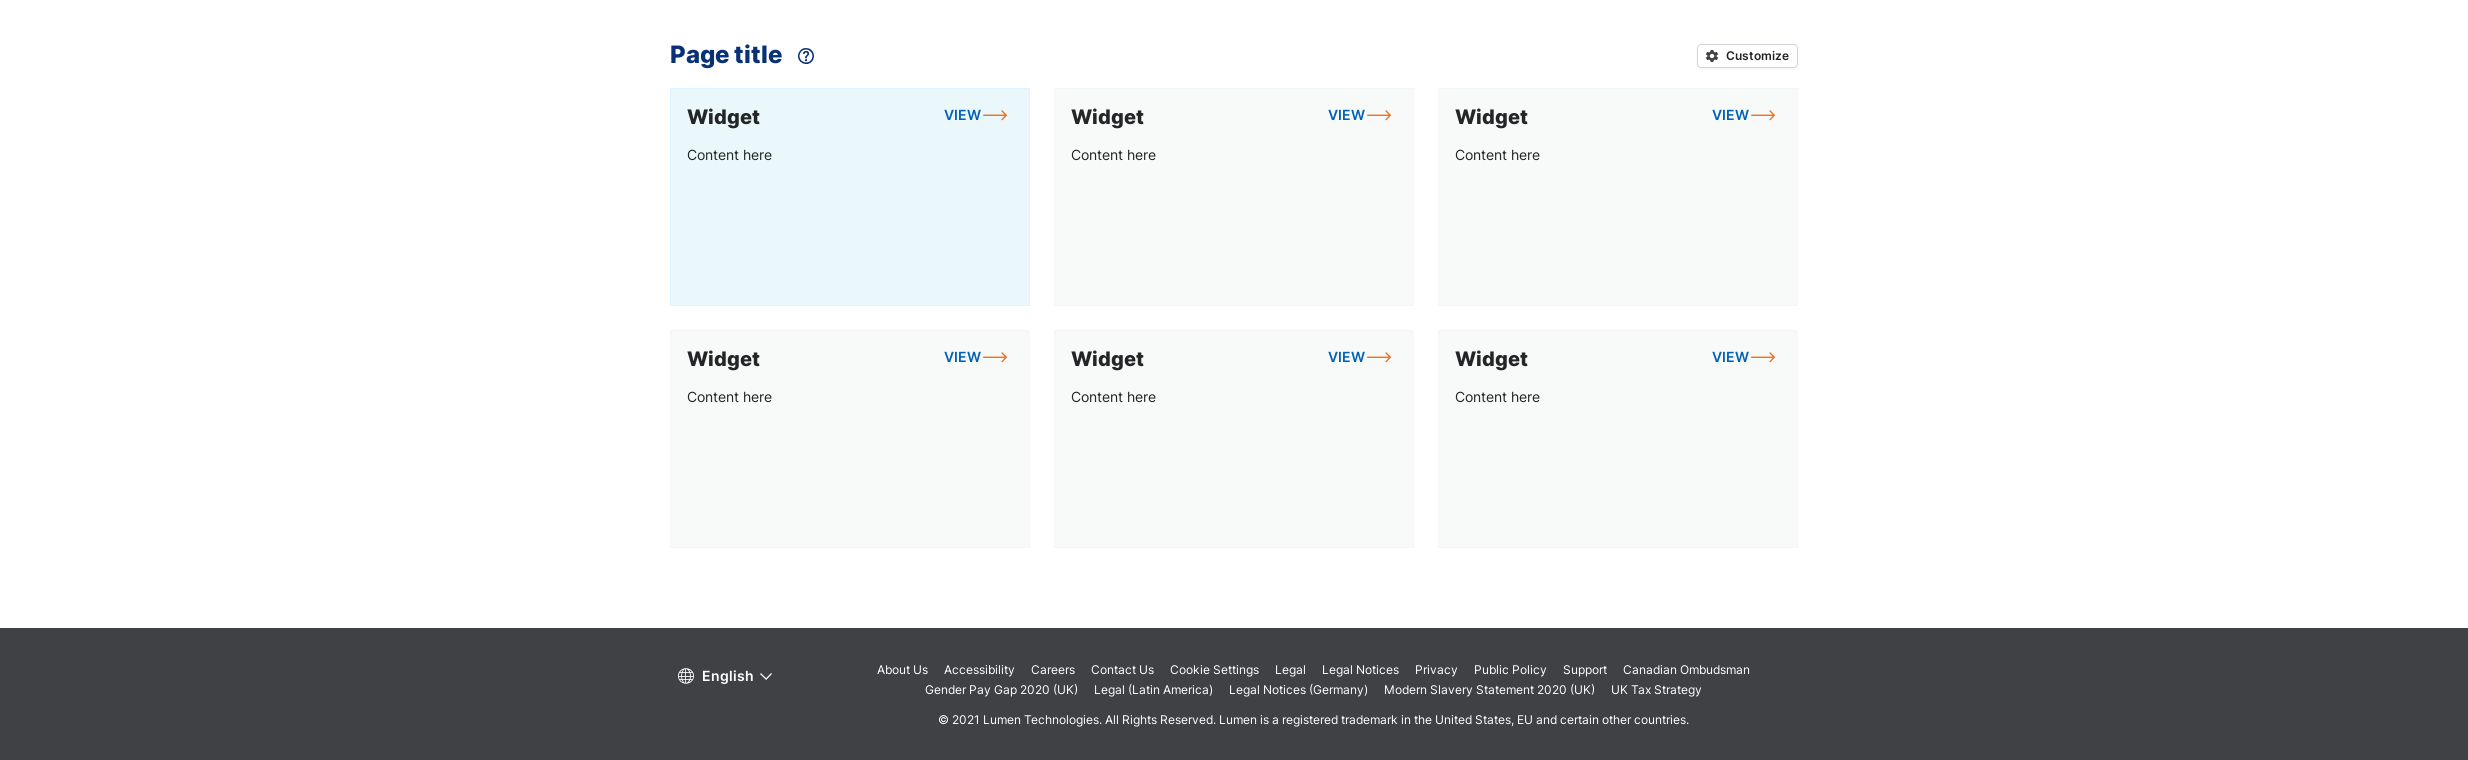 Page title
Customize
Widget VIEW
Content here
Widget VIEW
Content here
Widget VIEW
Content here
Widget VIEW
Content here
Widget VIEW
Content here
Widget VIEW
Content here
English
About Us Accessibility Careers Contact Us Cookie Settings Legal Legal Notices Privacy Public Policy Support Canadian Ombudsman
Gender Pay Gap 2020 (UK) Legal (Latin America) Legal Notices (Germany) Modern Slavery Statement 2020 (UK) UK Tax Strategy
© 2021 Lumen Technologies. All Rights Reserved. Lumen is a registered trademark in the United States, EU and certain other countries.